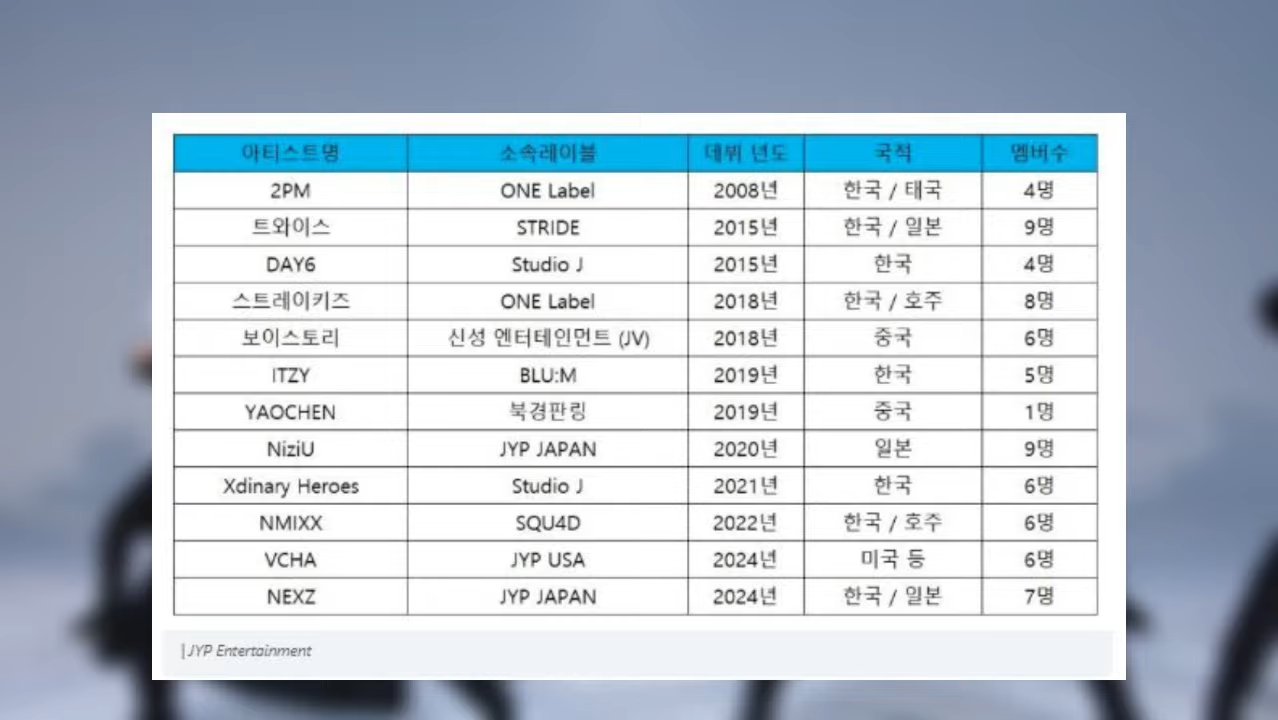 아티스트명 소속레이블 데뷔 년도 국적 멤버수
2PM ONE Label 2008년 한국 / 태국 4명
트와이스 STRIDE 2015년 한국 / 일본 9명
DAY6 Studio J 2015년 한국 4명
스트레이키즈 ONE Label 2018년 한국 / 호주 8명
보이스토리 신성 엔터테인먼트 (JV) 2018년 중국 6명
ITZY BLU:M 2019년 한국 5명
YAOCHEN 북경판링 2019년 중국 1명
NiziU JYP JAPAN 2020년 일본 9명
Xdinary Heroes Studio J 2021년 한국 6명
NMIXX SQU4D 2022년 한국 / 호주 6명
VCHA JYP USA 2024년 미국 등 6명
NEXZ JYP JAPAN 2024년 한국 / 일본 7명
|JYP Entertainment